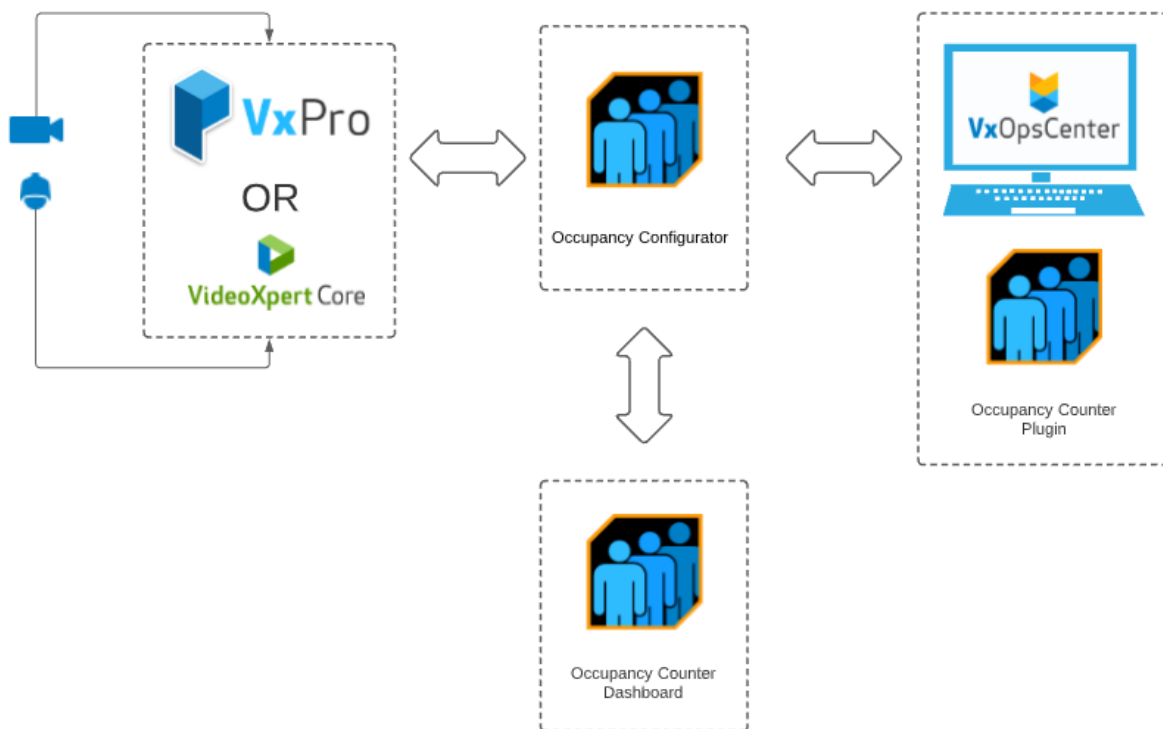 VxPro
OR
VideoXpert Core
Occupancy Configurator
VxOpsCenter
Occupancy Counter
Plugin
Occupancy Counter
Dashboard